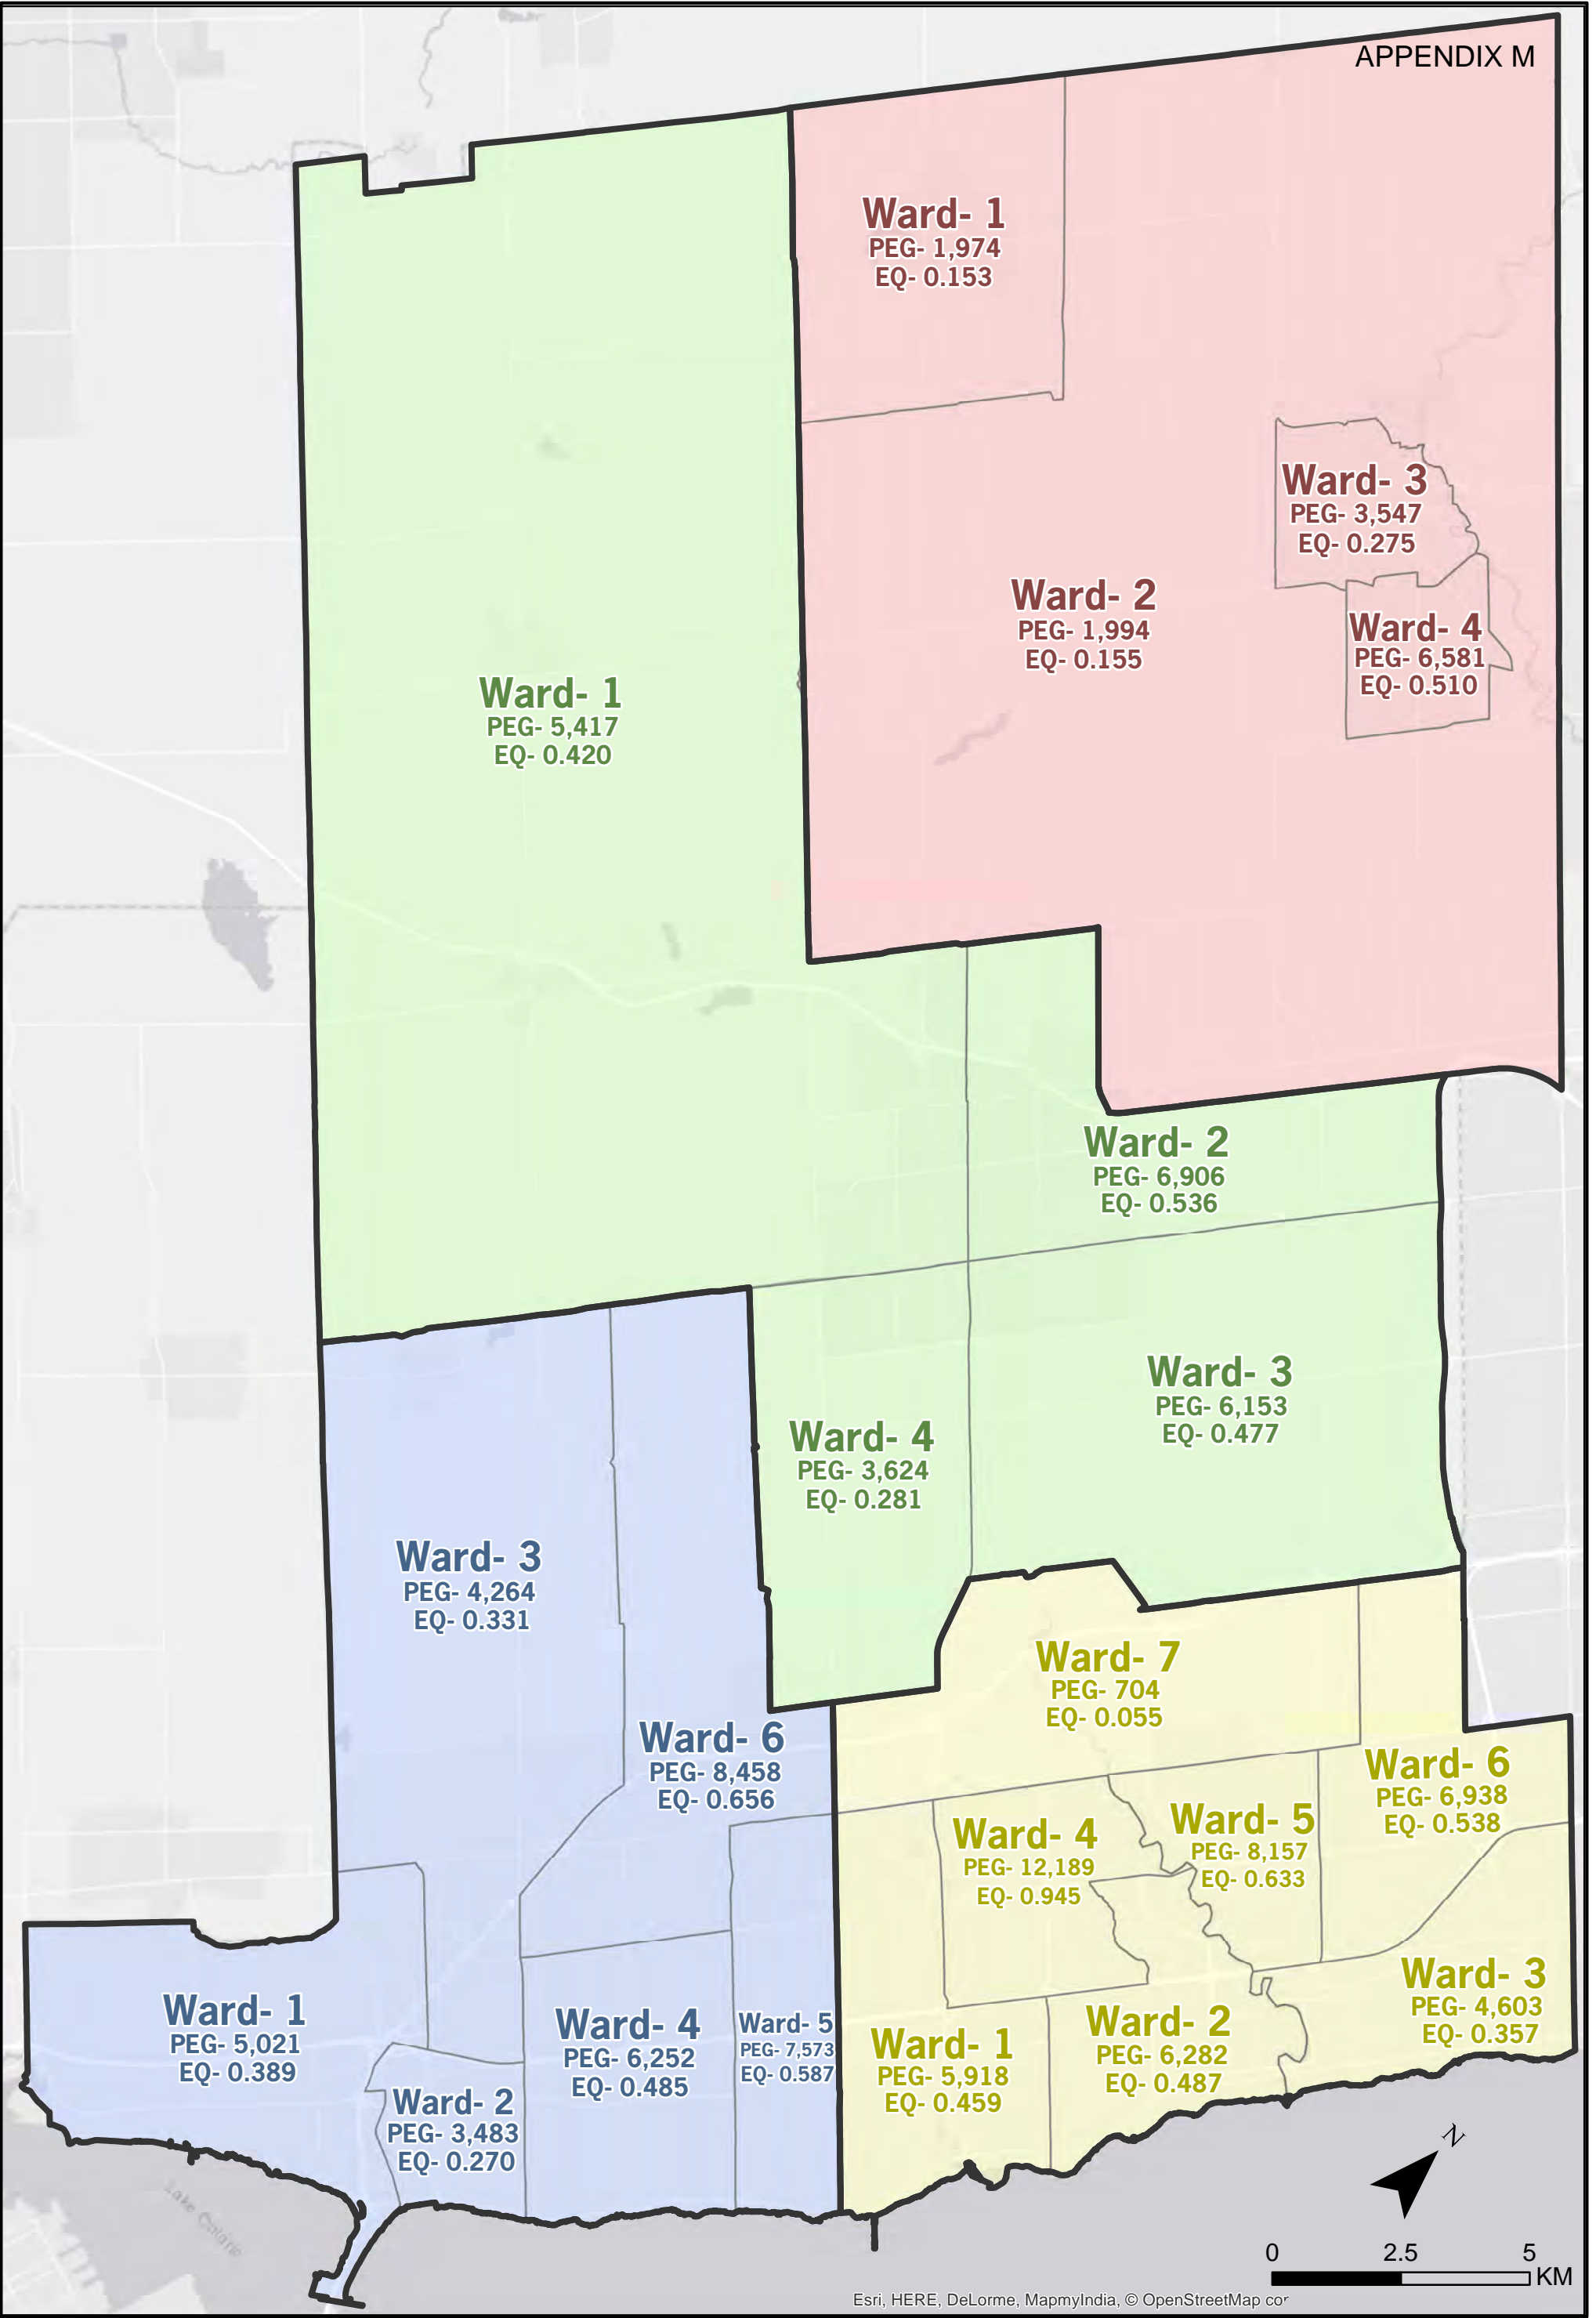 APPENDIX M
Ward- 1
PEG- 1,974
EQ- 0.153
Ward- 3
PEG- 3,547
EQ- 0.275
Ward- 2
PEG- 1,994
EQ- 0.155
Ward- 4
PEG- 6,581
EQ- 0.510
Ward- 1
PEG- 5,417
EQ- 0.420
Ward- 2
PEG- 6,906
EQ- 0.536
Ward- 3
PEG- 6,153
EQ- 0.477
Ward- 4
PEG- 3,624
EQ- 0.281
Ward- 3
PEG- 4,264
EQ- 0.331
Ward- 7
PEG- 704
EQ- 0.055
Ward- 6
PEG- 8,458
EQ- 0.656
Ward- 6
PEG- 6,938
EQ- 0.538
Ward- 4
PEG- 12,189
EQ- 0.945
Ward- 5
PEG- 8,157
EQ- 0.633
Ward- 1
PEG- 5,021
EQ- 0.389
Ward- 2
PEG- 3,483
EQ- 0.270
Ward- 4
PEG- 6,252
EQ- 0.485
Ward- 5
PEG- 7,573
EQ- 0.587
Ward- 1
PEG- 5,918
EQ- 0.459
Ward- 2
PEG- 6,282
EQ- 0.487
Ward- 3
PEG- 4,603
EQ- 0.357
Lake Ontario
N
0 2.5 5
KM
Esri, HERE, DeLorme, MapmyIndia, © OpenStreetMap cor